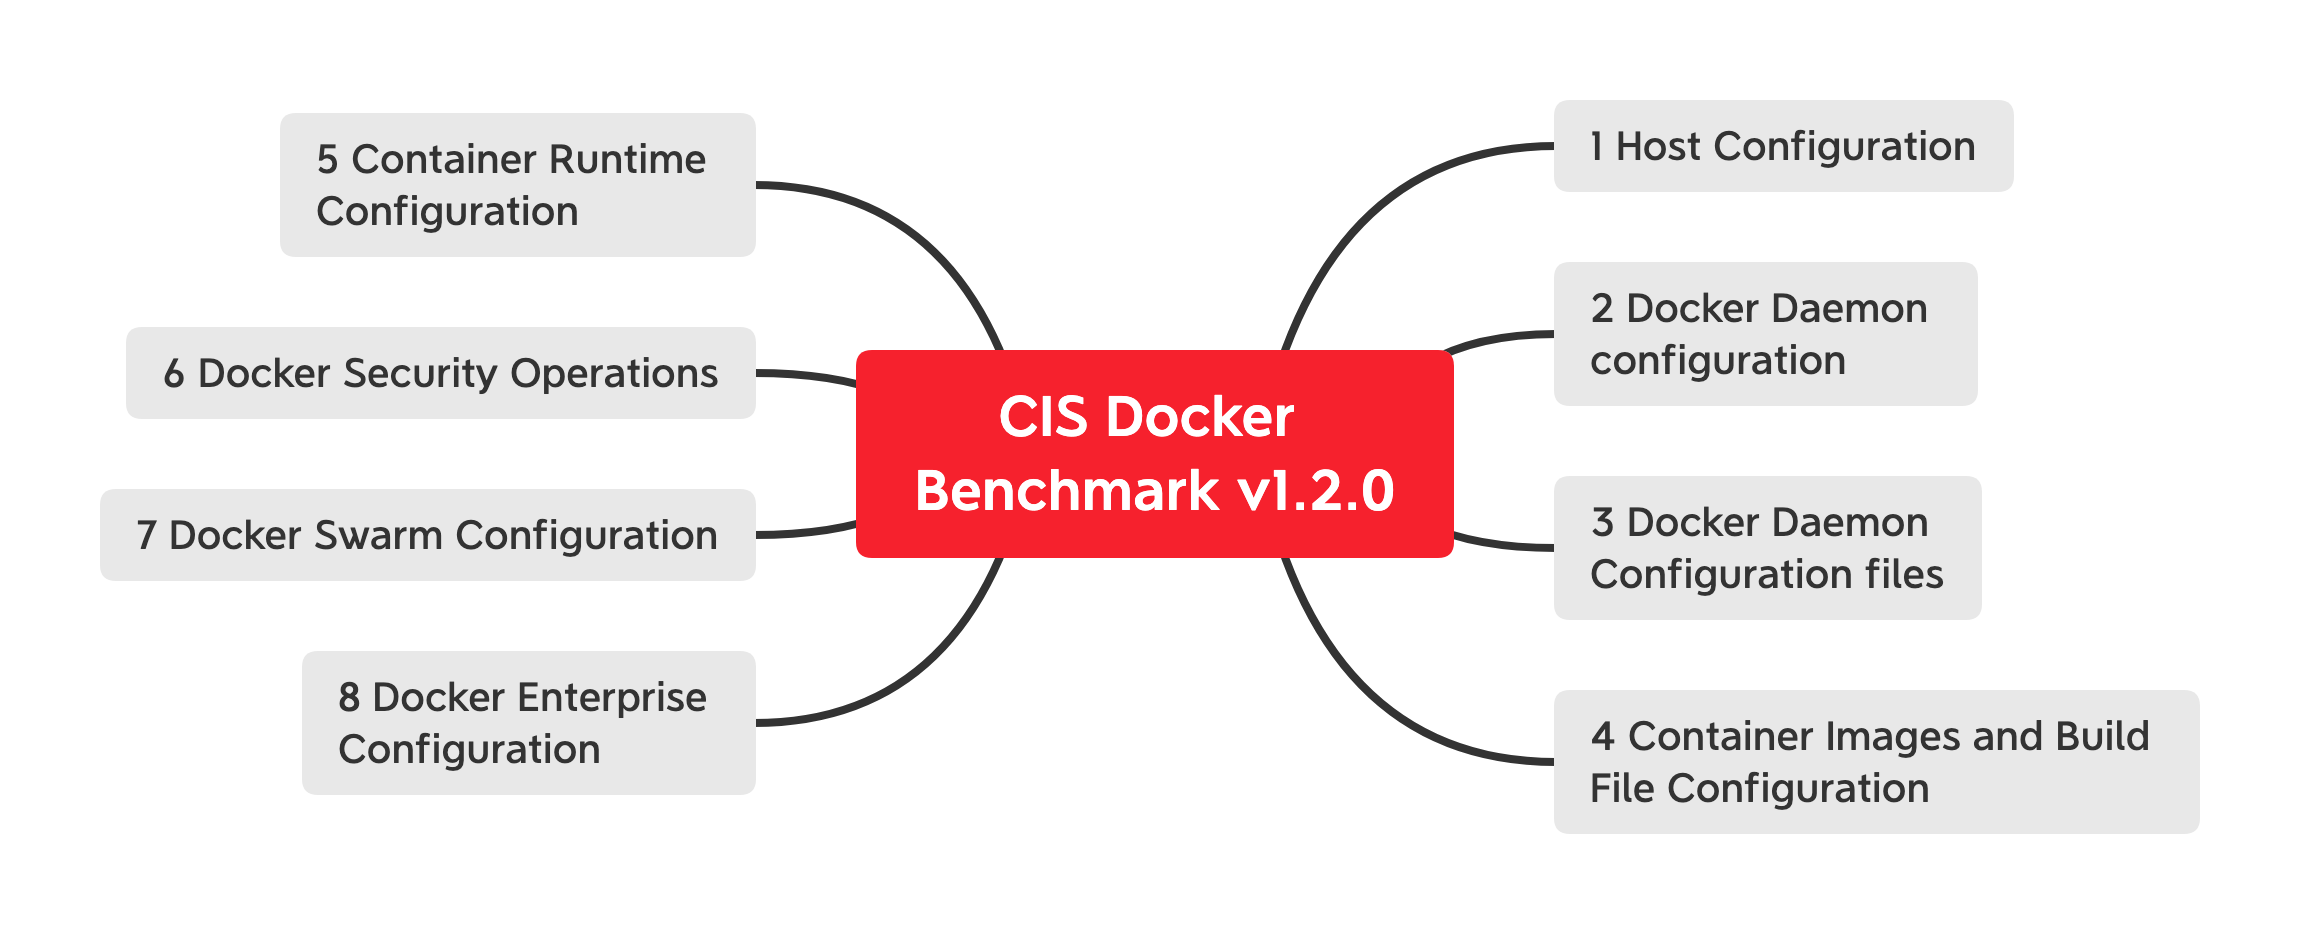 5 Container Runtime
Configuration
6 Docker Security Operations
7 Docker Swarm Configuration
8 Docker Enterprise
Configuration
CIS Docker
Benchmark v1.2.0
1 Host Configuration
2 Docker Daemon
configuration
3 Docker Daemon
Configuration files
4 Container Images and Build
File Configuration